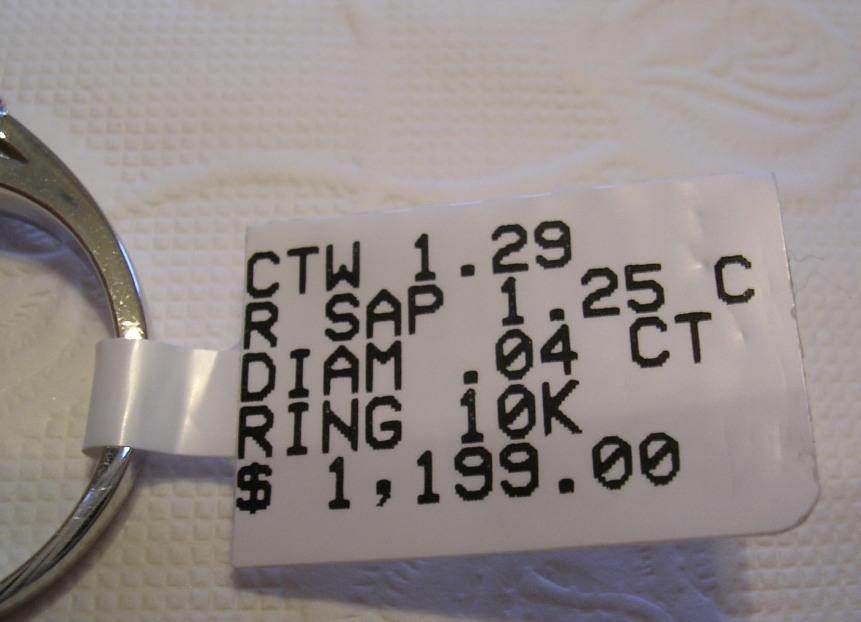 CTW 1.29
R SAP 1.25 C
DIAM .04 CT
RING 10K
$ 1,199.00